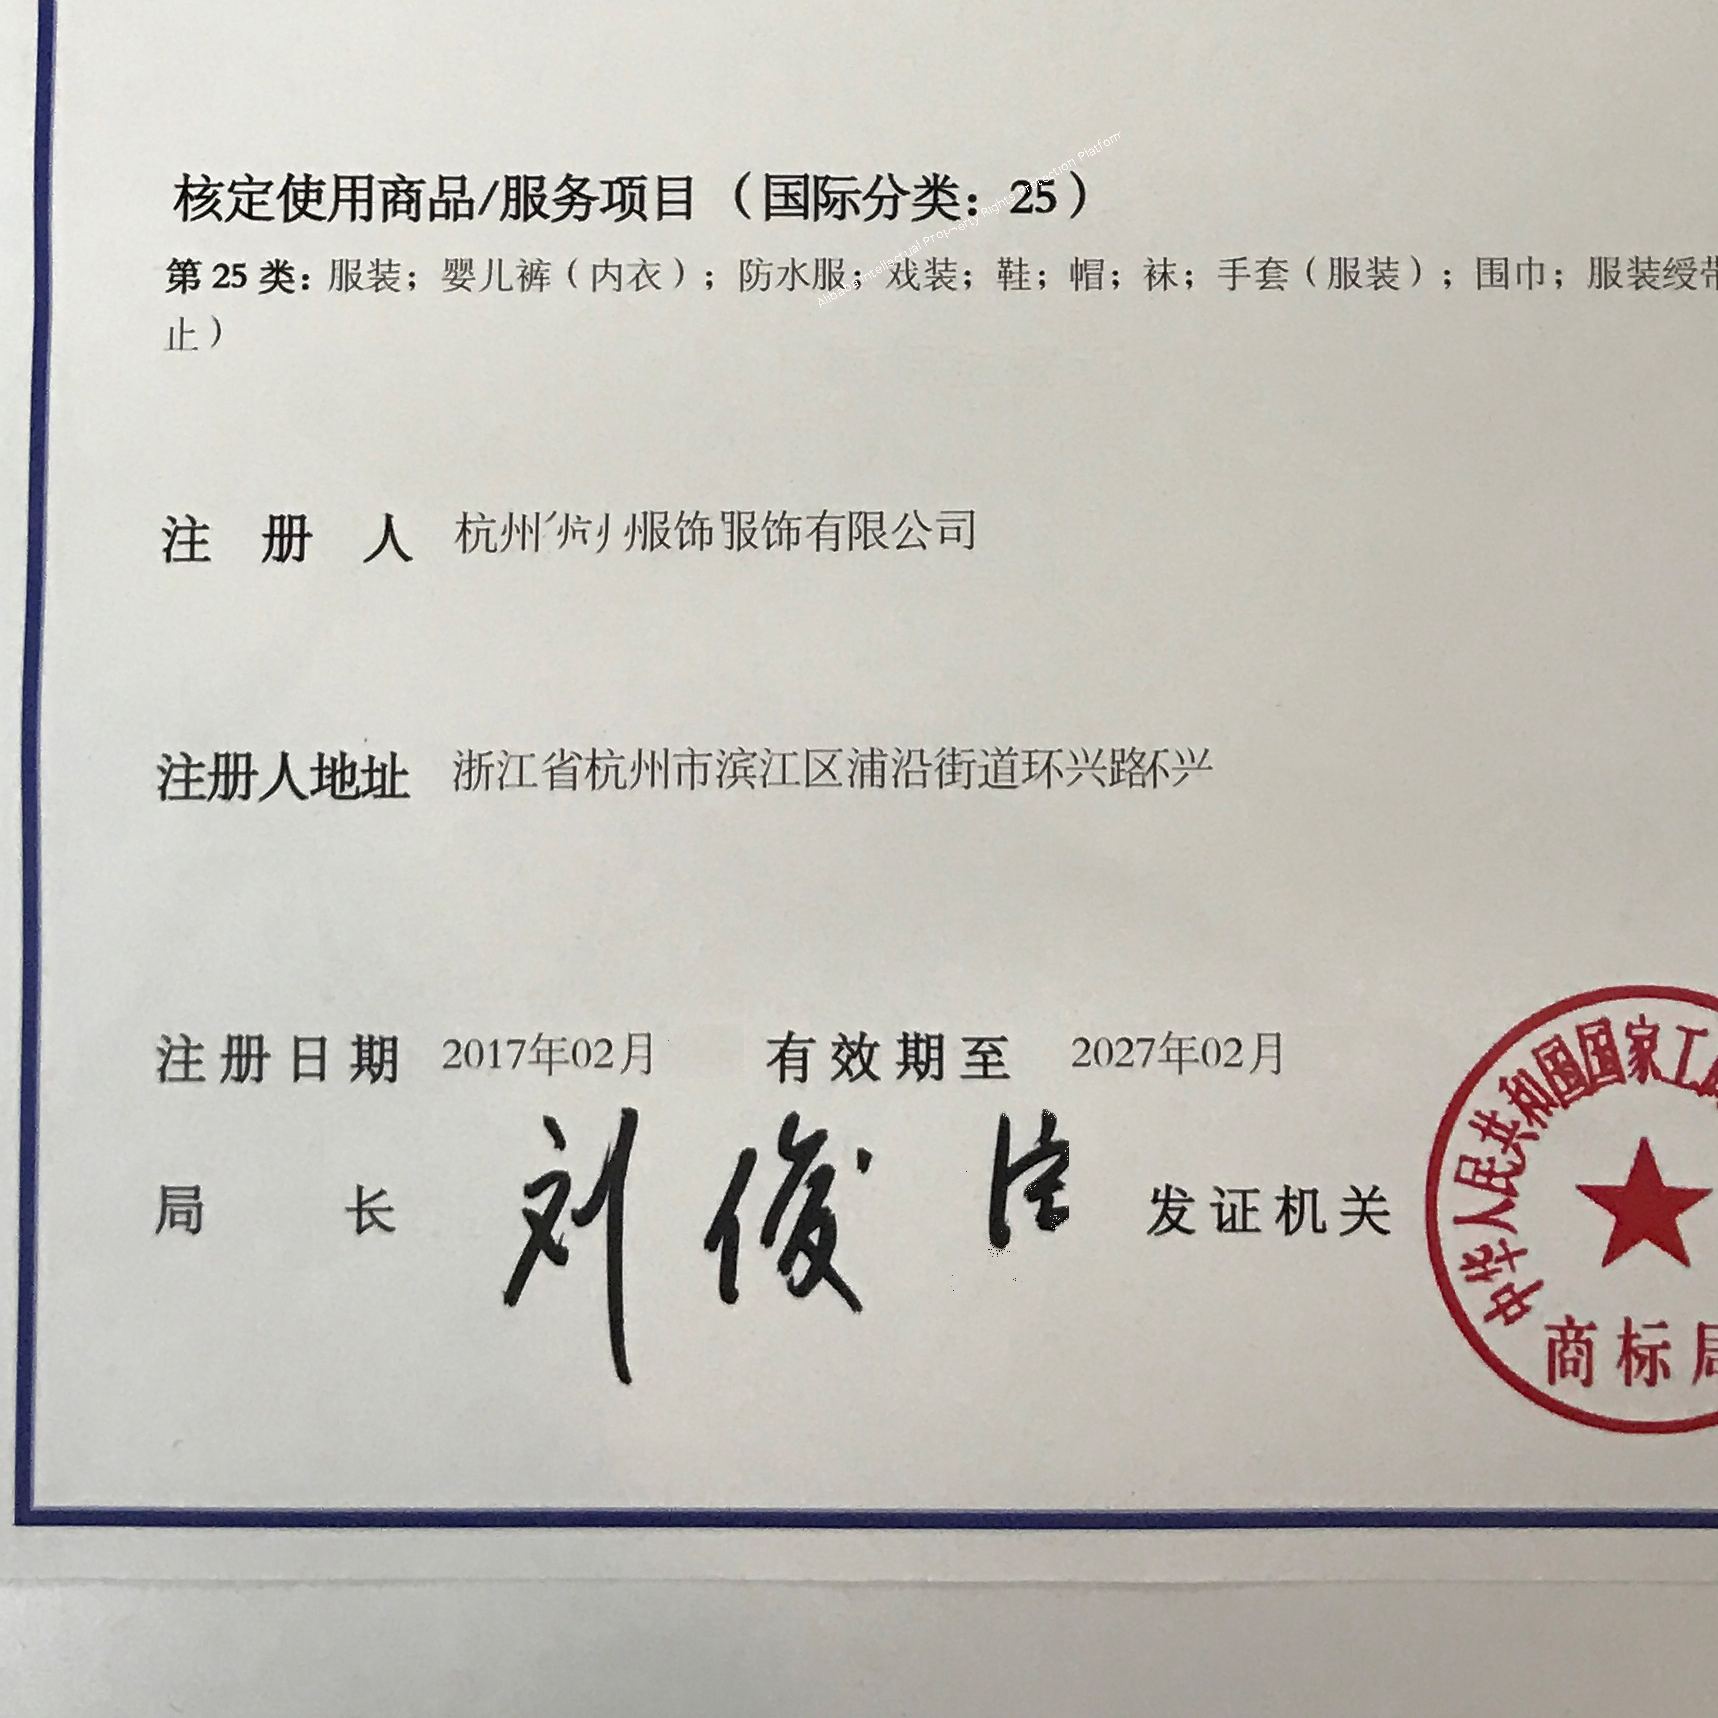 核定使用商品/服务项目（国际分类：25）
第 25 类：服装；婴儿裤（内衣）；防水服；戏装；鞋；帽；袜；手套（服装）；围巾；服装绶带
止）
注 册 人 杭州 服饰服饰有限公司
注册人地址 浙江省杭州市滨江区浦沿街道环兴路
注册日期 2017年02月 有效期至 2027年02月
局 长 刘俊 发证机关
中华人民共和国国家工
商标局
Alibaba Intellectual Property Rights Protection Platform